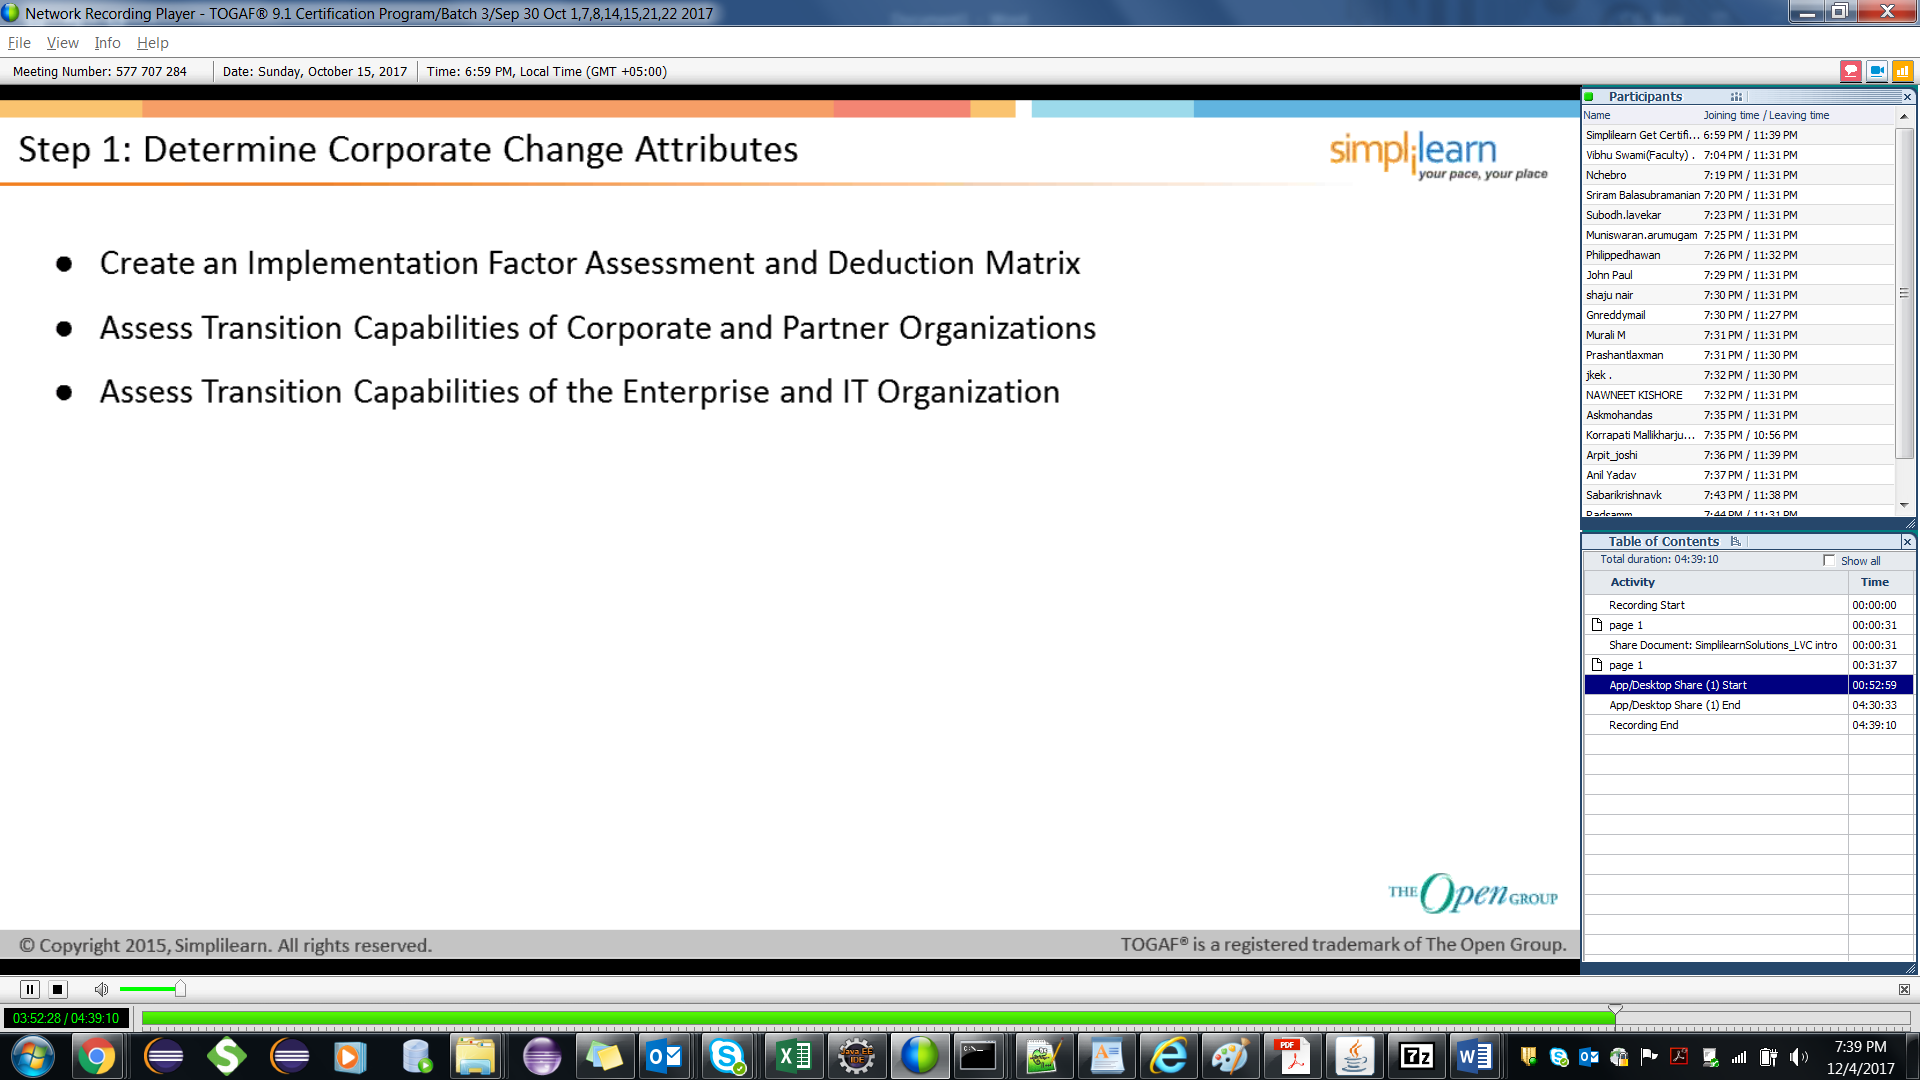 Network Recording Player - TOGAF® 9.1 Certification Program/Batch 3/Sep 30 Oct 1,7,8,14,15,21,22 2017
File View Info Help
Meeting Number: 577 707 284 Date: Sunday, October 15, 2017 Time: 6:59 PM, Local Time (GMT +05:00)
Step 1: Determine Corporate Change Attributes
simplilearn
your pace, your place
● Create an Implementation Factor Assessment and Deduction Matrix
● Assess Transition Capabilities of Corporate and Partner Organizations
● Assess Transition Capabilities of the Enterprise and IT Organization
THE Open GROUP
© Copyright 2015, Simplilearn. All rights reserved.
TOGAF® is a registered trademark of The Open Group.
Participants
Name Joining time / Leaving time
Simplilearn Get Certifi... 6:59 PM / 11:39 PM
Vibhu Swami(Faculty) . 7:04 PM / 11:31 PM
Nchebro 7:19 PM / 11:31 PM
Sriram Balasubramanian 7:20 PM / 11:31 PM
Subodh.lavekar 7:23 PM / 11:31 PM
Muniswaran.arumugam 7:25 PM / 11:31 PM
Philippedhawan 7:26 PM / 11:32 PM
John Paul 7:29 PM / 11:31 PM
shaju nair 7:30 PM / 11:31 PM
Gnreddymail 7:30 PM / 11:27 PM
Murali M 7:31 PM / 11:31 PM
Prashantlaxman 7:31 PM / 11:30 PM
jkek . 7:32 PM / 11:30 PM
NAWNEET KISHORE 7:32 PM / 11:31 PM
Askmohandas 7:35 PM / 11:31 PM
Korrapati Mallikharju... 7:35 PM / 10:56 PM
Arpit_joshi 7:36 PM / 11:39 PM
Anil Yadav 7:37 PM / 11:31 PM
Sabarikrishnavk 7:43 PM / 11:38 PM
7:44 PM / 11:31 PM
Table of Contents
Total duration: 04:39:10 Show all
Activity Time
Recording Start 00:00:00
page 1 00:00:31
Share Document: SimplilearnSolutions_LVC intro 00:00:31
page 1 00:31:37
App/Desktop Share (1) Start 00:52:59
App/Desktop Share (1) End 04:30:33
Recording End 04:39:10
03:52:28 / 04:39:10
7:39 PM
12/4/2017